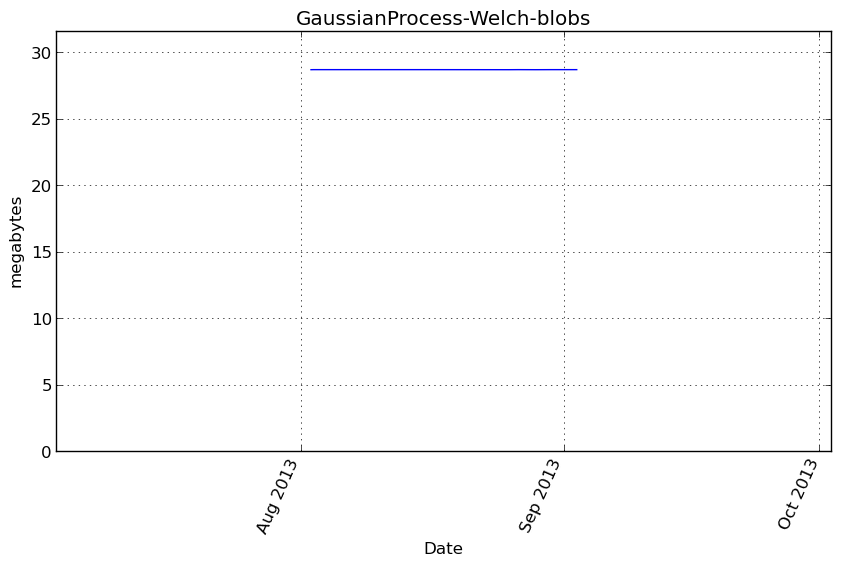 GaussianProcess-Welch-blobs
30
25
20
15
10
5
0
megabytes
Aug 2013
Sep 2013
Oct 2013
Date